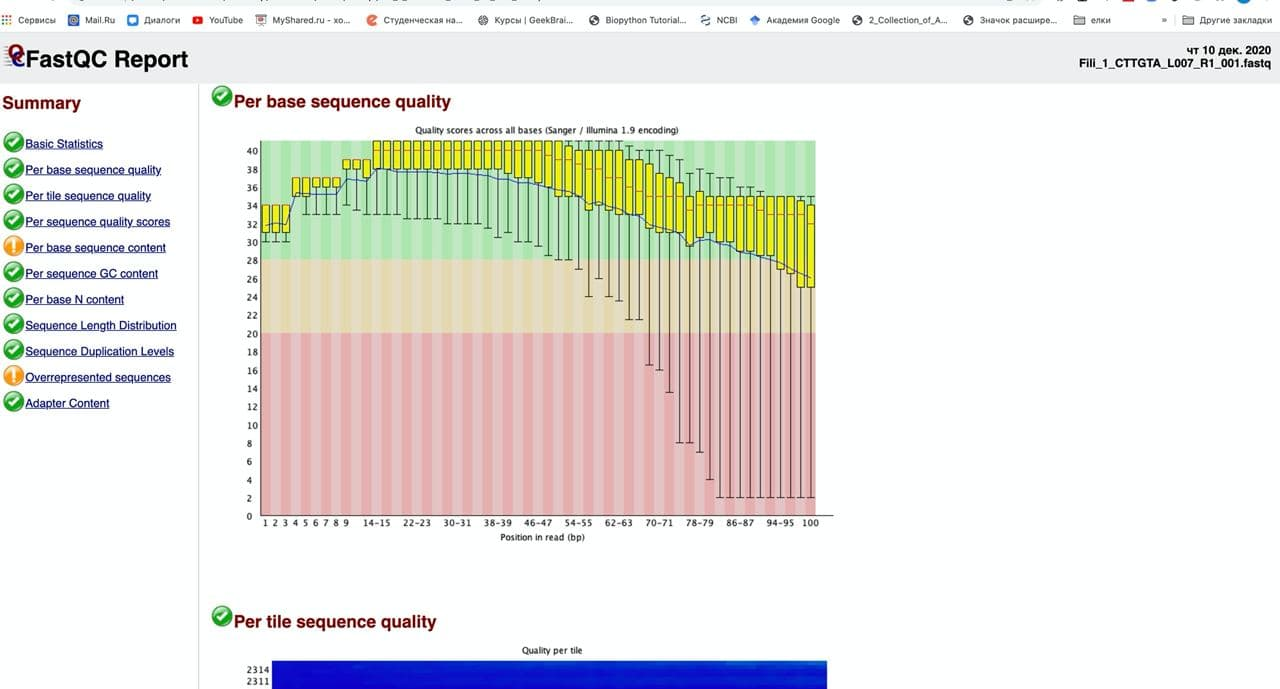 Сервисы Mail.Ru Диалоги YouTube MyShared.ru - хо... Студенческая на... Курсы | GeekBrai... Biopython Tutorial... NCBI Академия Google 2_Collection_of_A... Значок расшире... елки » Другие закладки
FastQC Report
чт 10 дек. 2020
Fili_1_CTTGTA_L007_R1_001.fastq
Summary
Basic Statistics
Per base sequence quality
Per tile sequence quality
Per sequence quality scores
Per base sequence content
Per sequence GC content
Per base N content
Sequence Length Distribution
Sequence Duplication Levels
Overrepresented sequences
Adapter Content
Per base sequence quality
Quality scores across all bases (Sanger / Illumina 1.9 encoding)
40
38
36
34
32
30
28
26
24
22
20
18
16
14
12
10
8
6
4
2
0
1 2 3 4 5 6 7 8 9 14-15 22-23 30-31 38-39 46-47 54-55 62-63 70-71 78-79 86-87 94-95 100
Position in read (bp)
Per tile sequence quality
Quality per tile
2314
2311